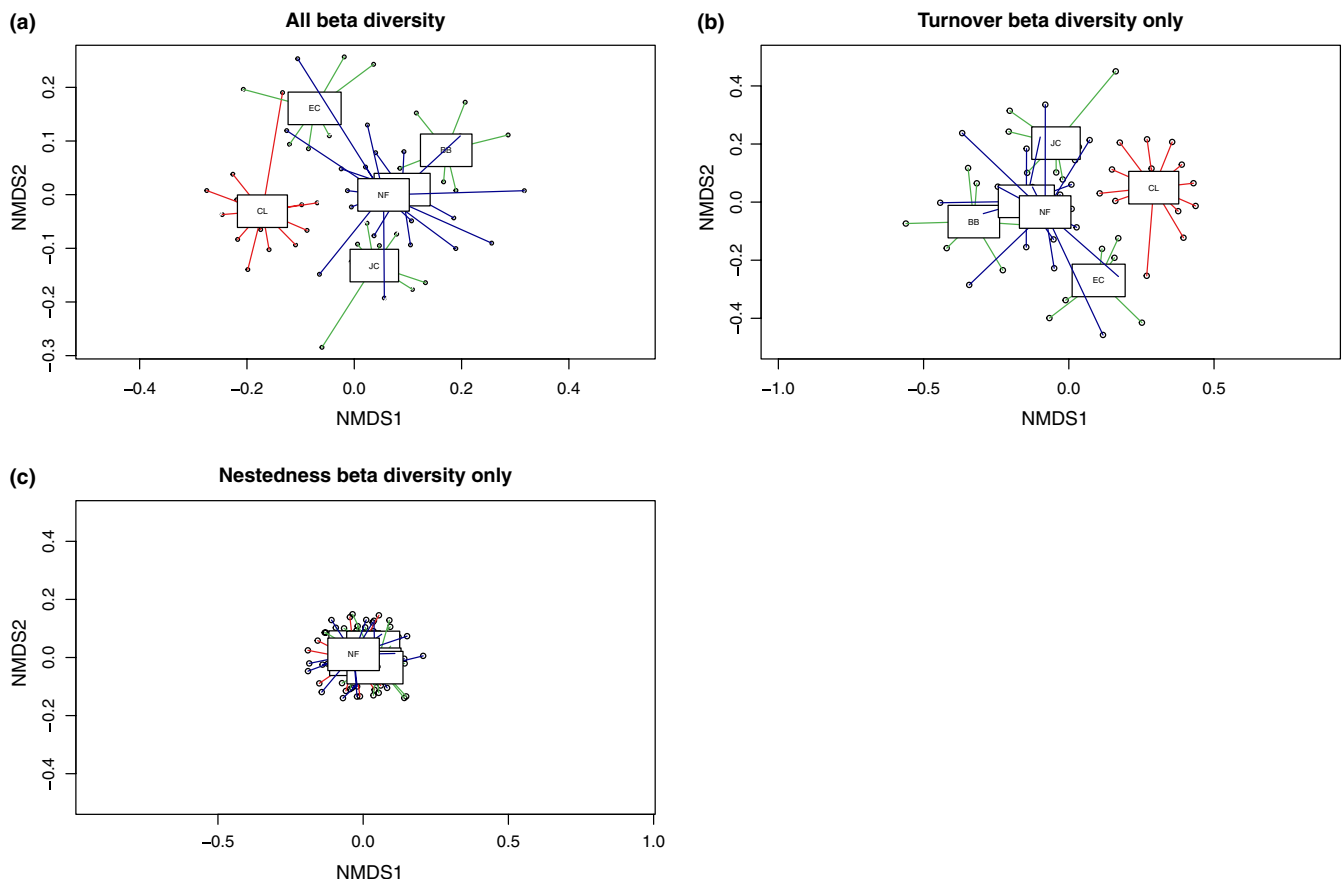 (a) All beta diversity
0.2
0.1
0.0
−0.1
−0.2
−0.3
NMDS2
EC
BB
CL
NF
JC
−0.4 −0.2 0.0 0.2 0.4
NMDS1
(b) Turnover beta diversity only
0.4
0.2
0.0
−0.2
−0.4
NMDS2
JC
CL
NF
BB
EC
−1.0 −0.5 0.0 0.5
NMDS1
(c) Nestedness beta diversity only
0.4
0.2
0.0
−0.2
−0.4
NMDS2
NF
−0.5 0.0 0.5 1.0
NMDS1